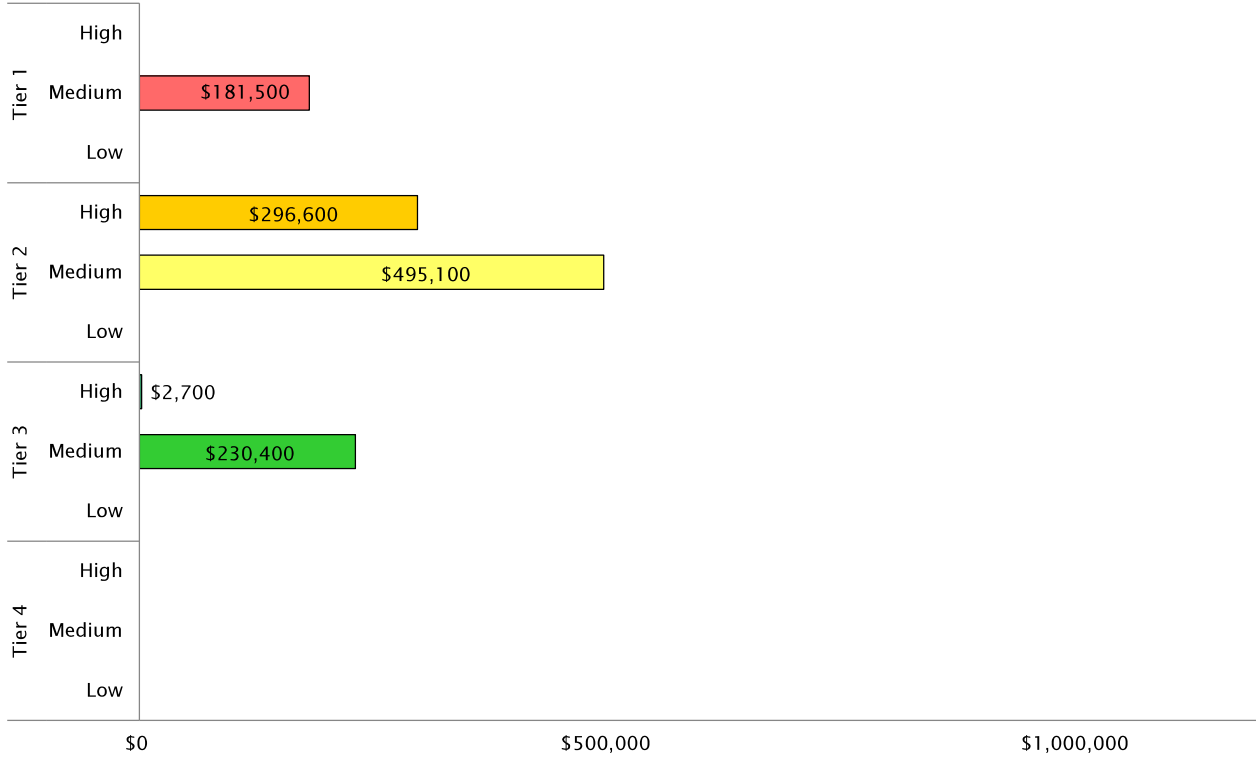 Tier 1
High
Medium $181,500
Low
Tier 2
High $296,600
Medium $495,100
Low
Tier 3
High $2,700
Medium $230,400
Low
Tier 4
High
Medium
Low
$0 $500,000 $1,000,000